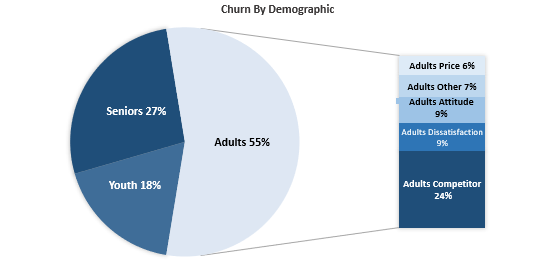 Churn By Demographic
Seniors 27%
Adults 55%
Youth 18%
Adults Price 6%
Adults Other 7%
Adults Attitude
9%
Adults Dissatisfaction
9%
Adults Competitor
24%